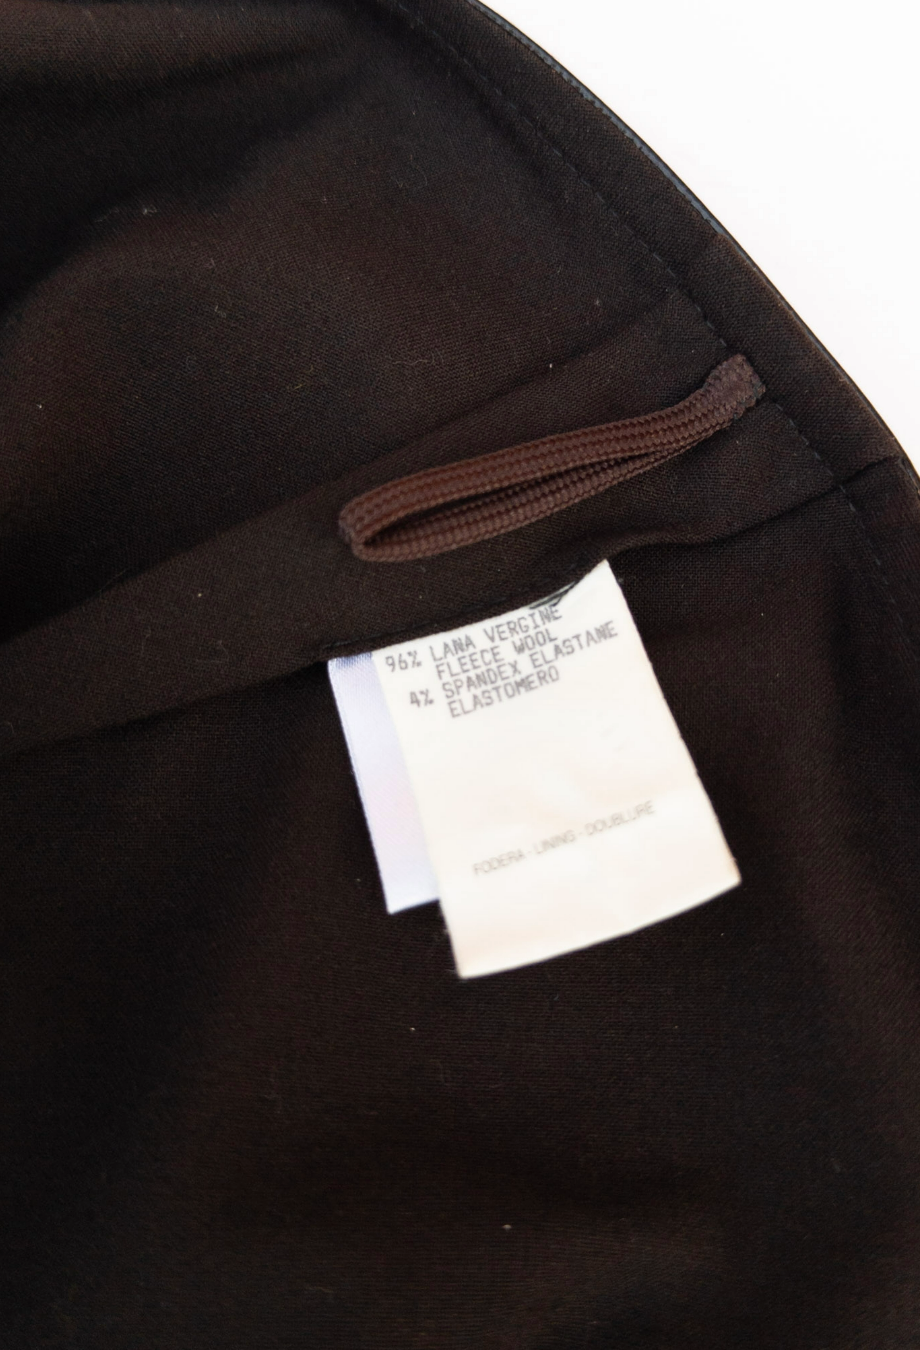 96% LANA VERGINE
FLEECE WOOL
4% SPANDEX ELASTANE
ELASTOMERO
FODERA - LINING - DOUBLURE